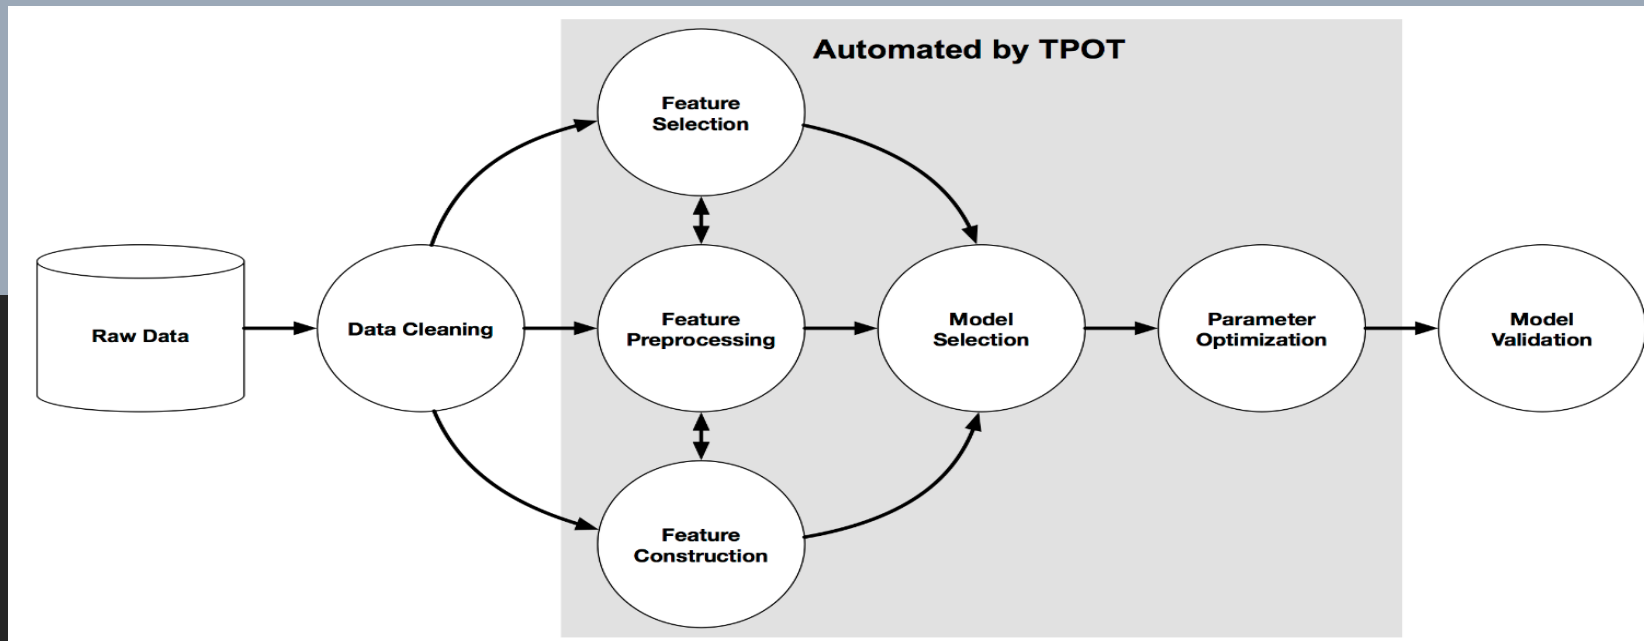 Automated by TPOT
Feature
Selection
Raw Data
Data Cleaning
Feature
Preprocessing
Model
Selection
Parameter
Optimization
Model
Validation
Feature
Construction